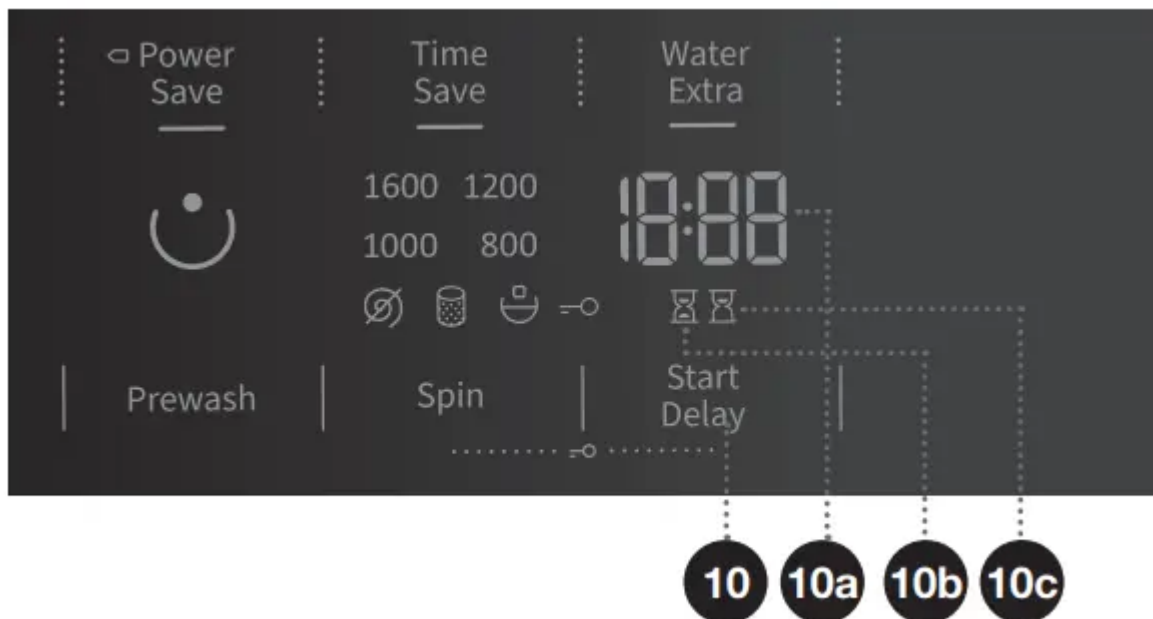 Power
Save
Time
Save
Water
Extra
1600 1200
1000 800
18:88
Prewash
Spin
Start
Delay
10 10a 10b 10c